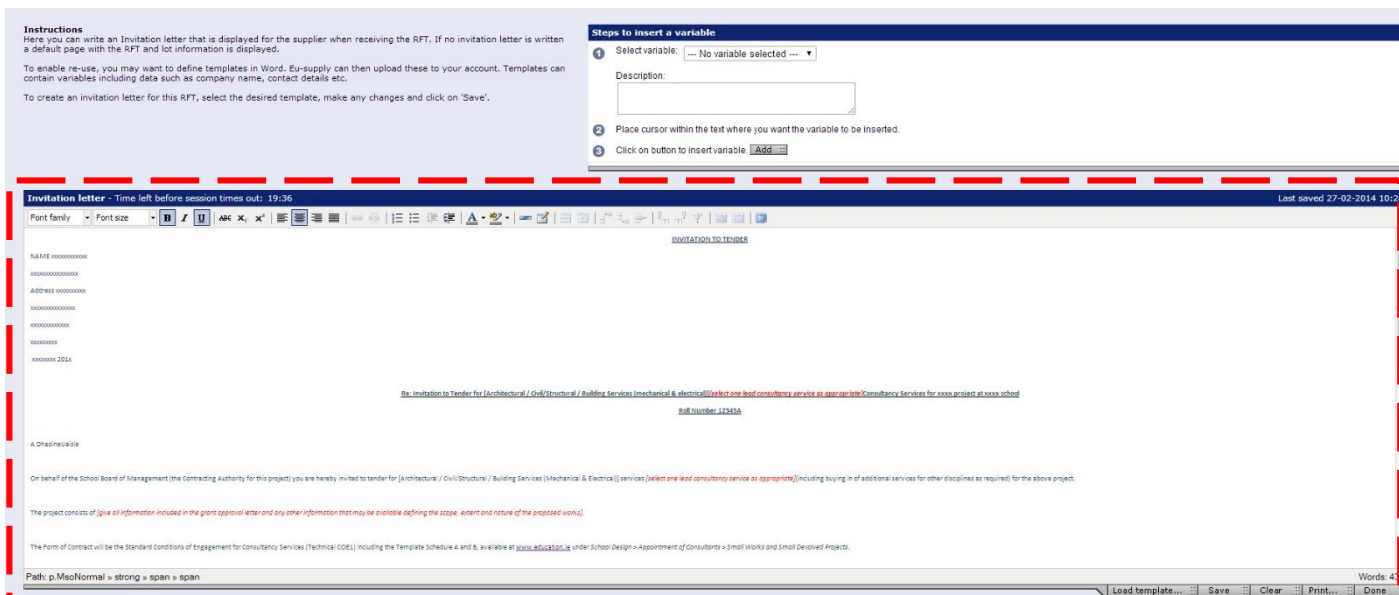 Instructions
Here you can write an Invitation letter that is displayed for the supplier when receiving the RFT. If no invitation letter is written
a default page with the RFT and lot information is displayed.
To enable re-use, you may want to define templates in Word. Eu-supply can then upload these to your account. Templates can
contain variables including data such as company name, contact details etc.
To create an invitation letter for this RFT, select the desired template, make any changes and click on 'Save'.
Steps to insert a variable
1 Select variable: --- No variable selected ---
Description:
2 Place cursor within the text where you want the variable to be inserted.
3 Click on button to insert variable. Add
Invitation letter - Time left before session times out: 19:36 Last saved 27-02-2014 10:2
Font family Font size B I U ABC x, x²
INVITATION TO TENDER
NAME xxxxxxxxxxxx
xxxxxxxxxxxxxxxx
Address xxxxxxxxxx
xxxxxxxxxxxxxxx
xxxxxxxxxxxxx
xxxxxxxxx
xxxxxxxx 201x
Re: Invitation to Tender for [Architectural / Civil/Structural / Building Services (mechanical & electrical)][select one lead consultancy service as appropriate]Consultancy Services for xxxx project at xxxx school
Roll Number 12345A
A Dhaoineuaisle
On behalf of the School Board of Management (the Contracting Authority for this project) you are hereby invited to tender for [Architectural / Civil/Structural / Building Services (Mechanical & Electrical)] services [select one lead consultancy service as appropriate](including buying in of additional services for other disciplines as required) for the above project.
The project consists of [give all information included in the grant approval letter and any other information that may be available defining the scope, extent and nature of the proposed works].
The Form of Contract will be the Standard Conditions of Engagement for Consultancy Services (Technical COE1) including the Template Schedule A and B, available at www.education.ie under School Design > Appointment of Consultants > Small Works and Small Devolved Projects.
Path: p.MsoNormal » strong » span » span Words: 43
Load template... Save Clear Print... Done